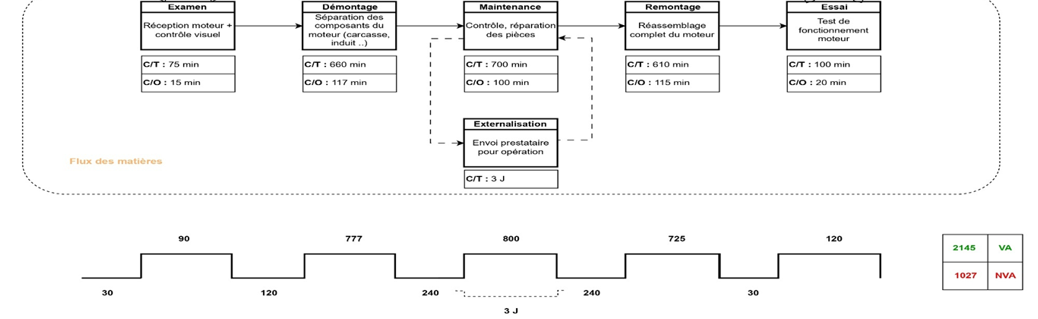 Examen
Réception moteur +
contrôle visuel
C/T : 75 min
C/O : 15 min
Démontage
Séparation des
composants du
moteur (carcasse,
induit ..)
C/T : 660 min
C/O : 117 min
Maintenance
Contrôle, réparation
des pièces
C/T : 700 min
C/O : 100 min
Remontage
Réassemblage
complet du moteur
C/T : 610 min
C/O : 115 min
Essai
Test de
fonctionnement
moteur
C/T : 100 min
C/O : 20 min
Externalisation
Envoi prestataire
pour opération
C/T : 3 J
Flux des matières
90
777
800
725
120
30
120
240
240
30
3 J
2145 VA
1027 NVA